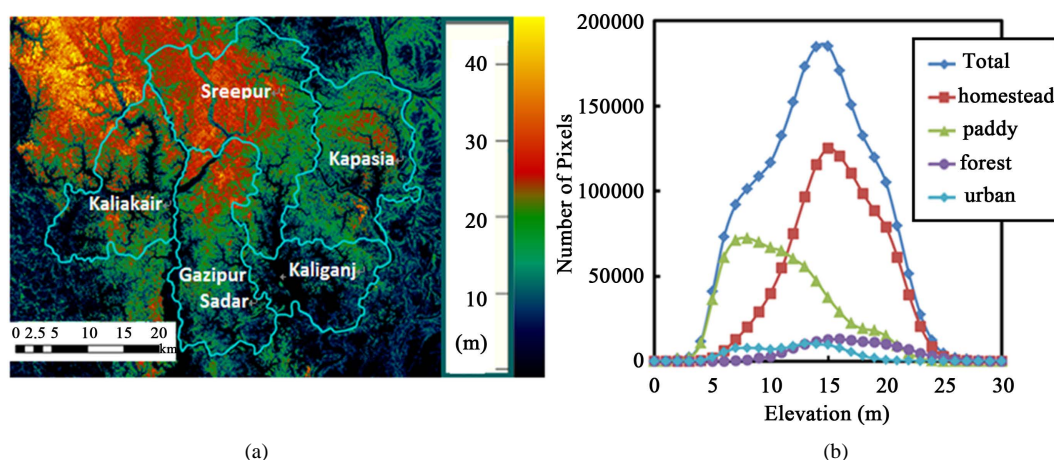 Sreepur
Kapasia
Kaliakair
Gazipur
Sadar
Kaliganj
0 2.5 5 10 15 20
km
40
30
20
10
(m)
(a)
200000
150000
100000
50000
0
Number of Pixels
0 5 10 15 20 25 30
Elevation (m)
Total
homestead
paddy
forest
urban
(b)